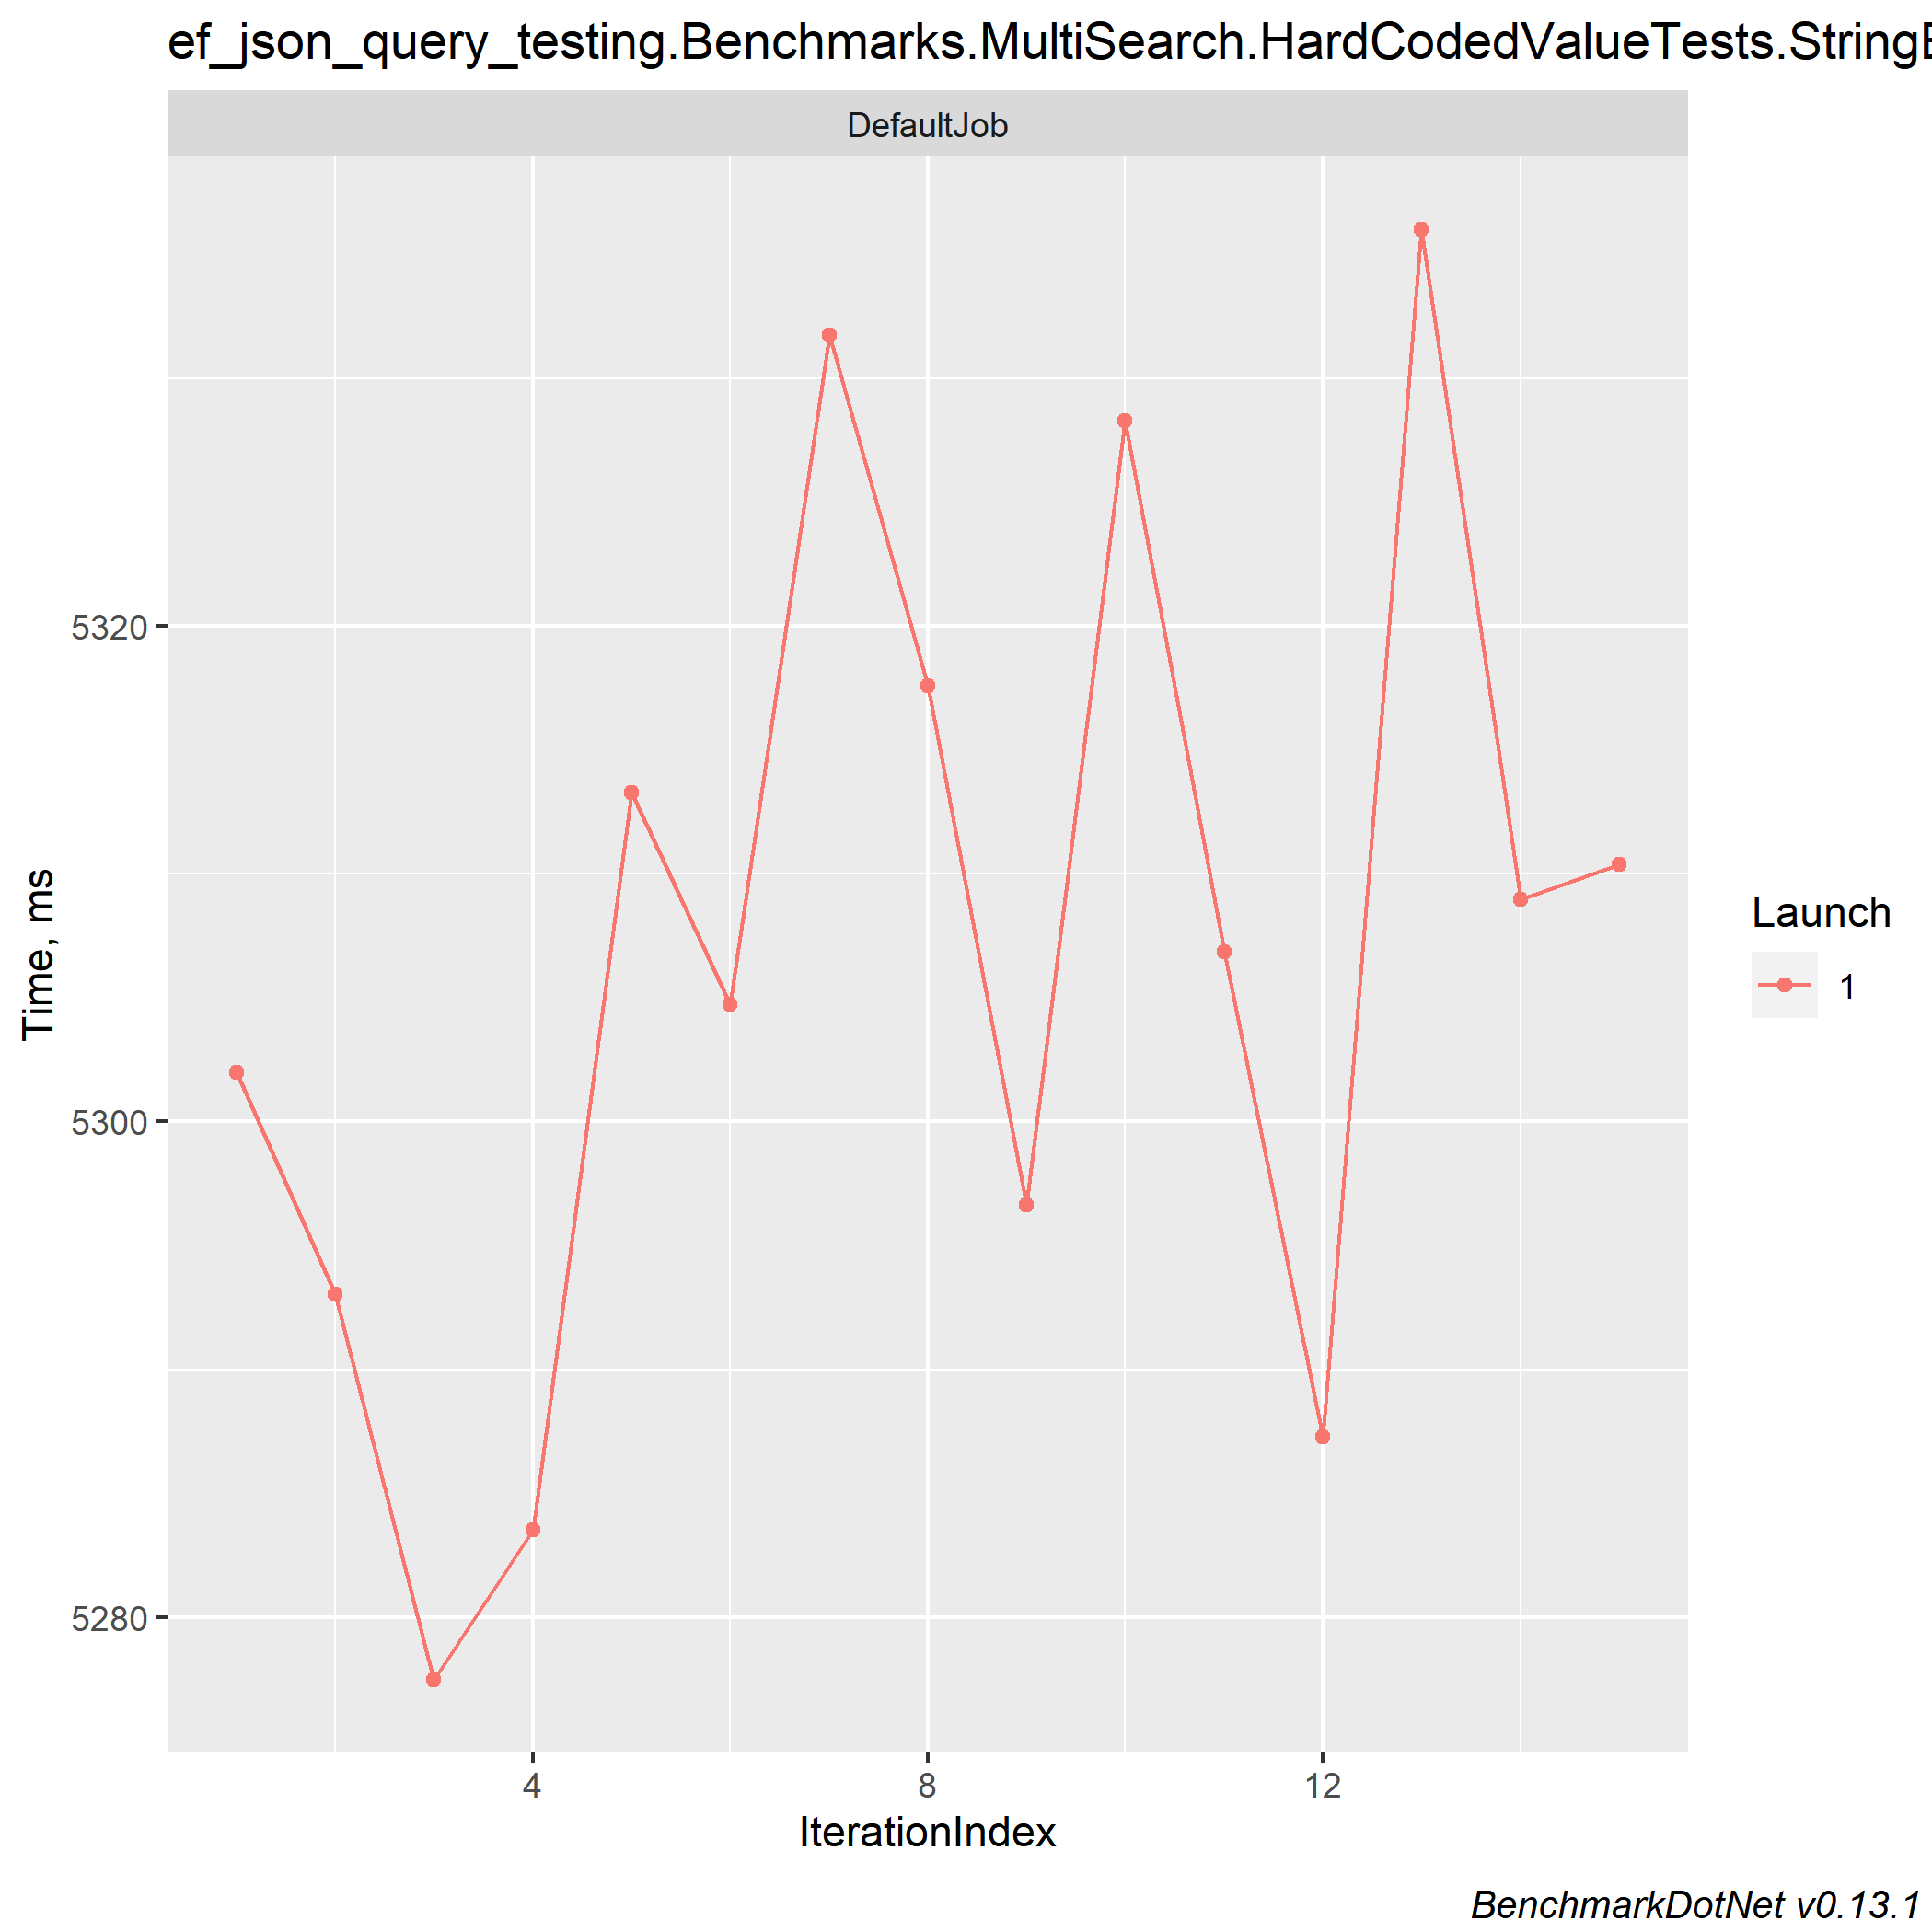 ef_json_query_testing.Benchmarks.MultiSearch.HardCodedValueTests.String
DefaultJob
5320
5300
5280
Time, ms
4 8 12
IterationIndex
Launch
1
BenchmarkDotNet v0.13.1